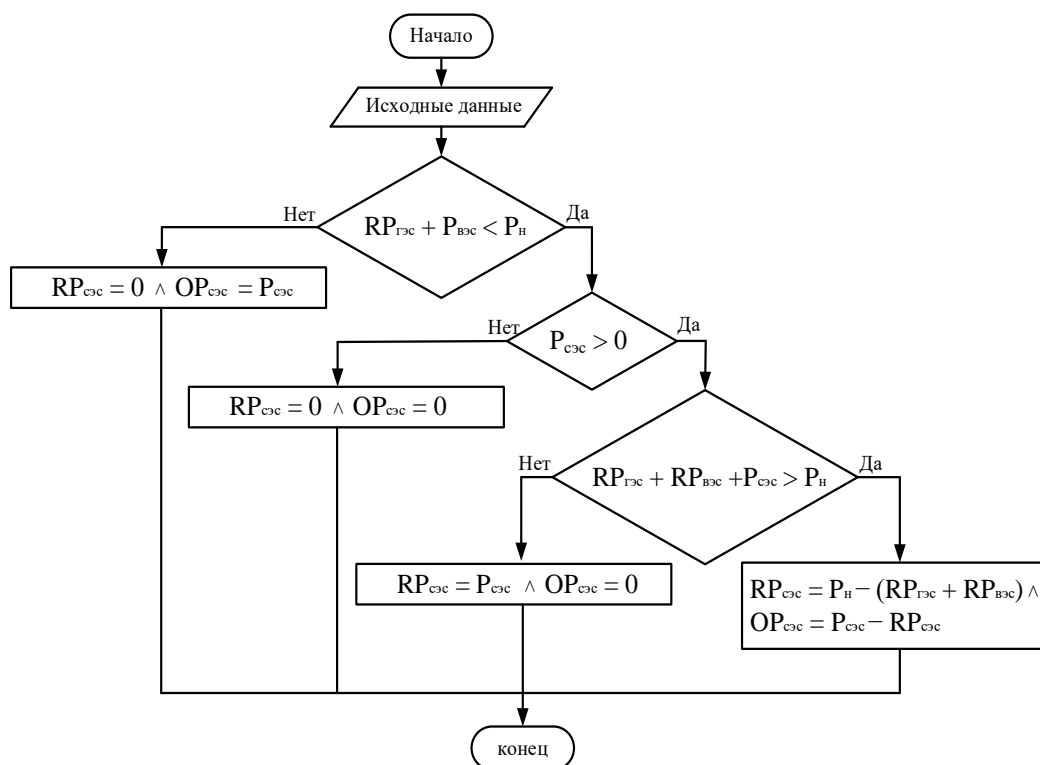 Начало
Исходные данные
Нет
Да
RPгэс + Pвэс < Pн
RPсэс = 0 ∧ OPсэс = Pсэс
Нет
Да
Pсэс > 0
RPсэс = 0 ∧ OPсэс = 0
Нет
Да
RPгэс + RPвэс +Pсэс > Pн
RPсэс = Pсэс ∧ OPсэс = 0
RPсэс = Pн − (RPгэс + RPвэс) ∧
OPсэс = Pсэс − RPсэс
конец